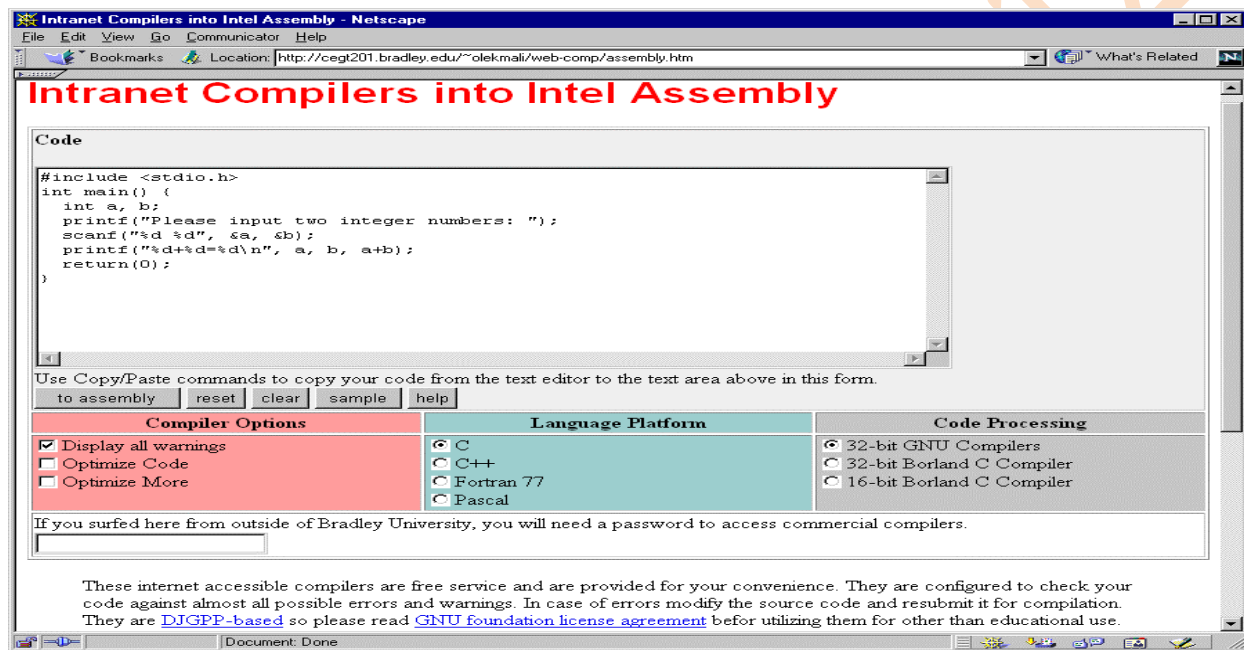 Intranet Compilers into Intel Assembly - Netscape
File Edit View Go Communicator Help
Bookmarks Location: http://cegt201.bradley.edu/~olekmali/web-comp/assembly.htm What's Related N
Intranet Compilers into Intel Assembly
Code
#include <stdio.h>
int main() {
  int a, b;
  printf("Please input two integer numbers: ");
  scanf("%d %d", &a, &b);
  printf("%d+%d=%d\n", a, b, a+b);
  return(0);
}
Use Copy/Paste commands to copy your code from the text editor to the text area above in this form.
to assembly reset clear sample help
Compiler Options Language Platform Code Processing
Display all warnings C 32-bit GNU Compilers
Optimize Code C++ 32-bit Borland C Compiler
Optimize More Fortran 77 16-bit Borland C Compiler
Pascal
If you surfed here from outside of Bradley University, you will need a password to access commercial compilers.
These internet accessible compilers are free service and are provided for your convenience. They are configured to check your
code against almost all possible errors and warnings. In case of errors modify the source code and resubmit it for compilation.
They are DJGPP-based so please read GNU foundation license agreement befor utilizing them for other than educational use.
Document: Done